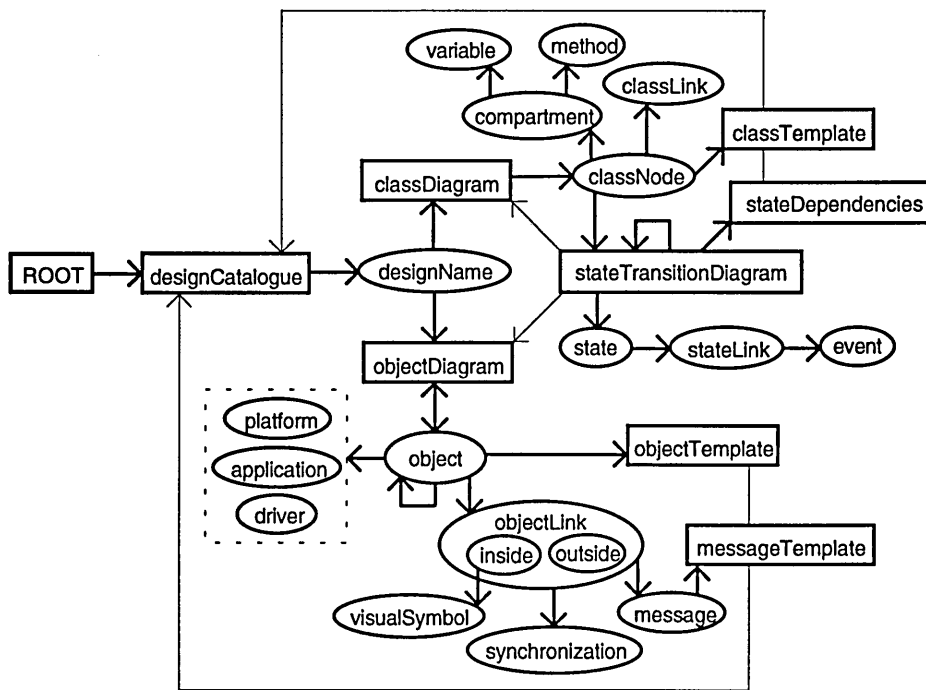 variable
method
classLink
compartment
classTemplate
classDiagram
classNode
stateDependencies
ROOT
designCatalogue
designName
stateTransitionDiagram
objectDiagram
state
stateLink
event
platform
application
driver
object
objectTemplate
objectLink
inside
outside
messageTemplate
visualSymbol
message
synchronization